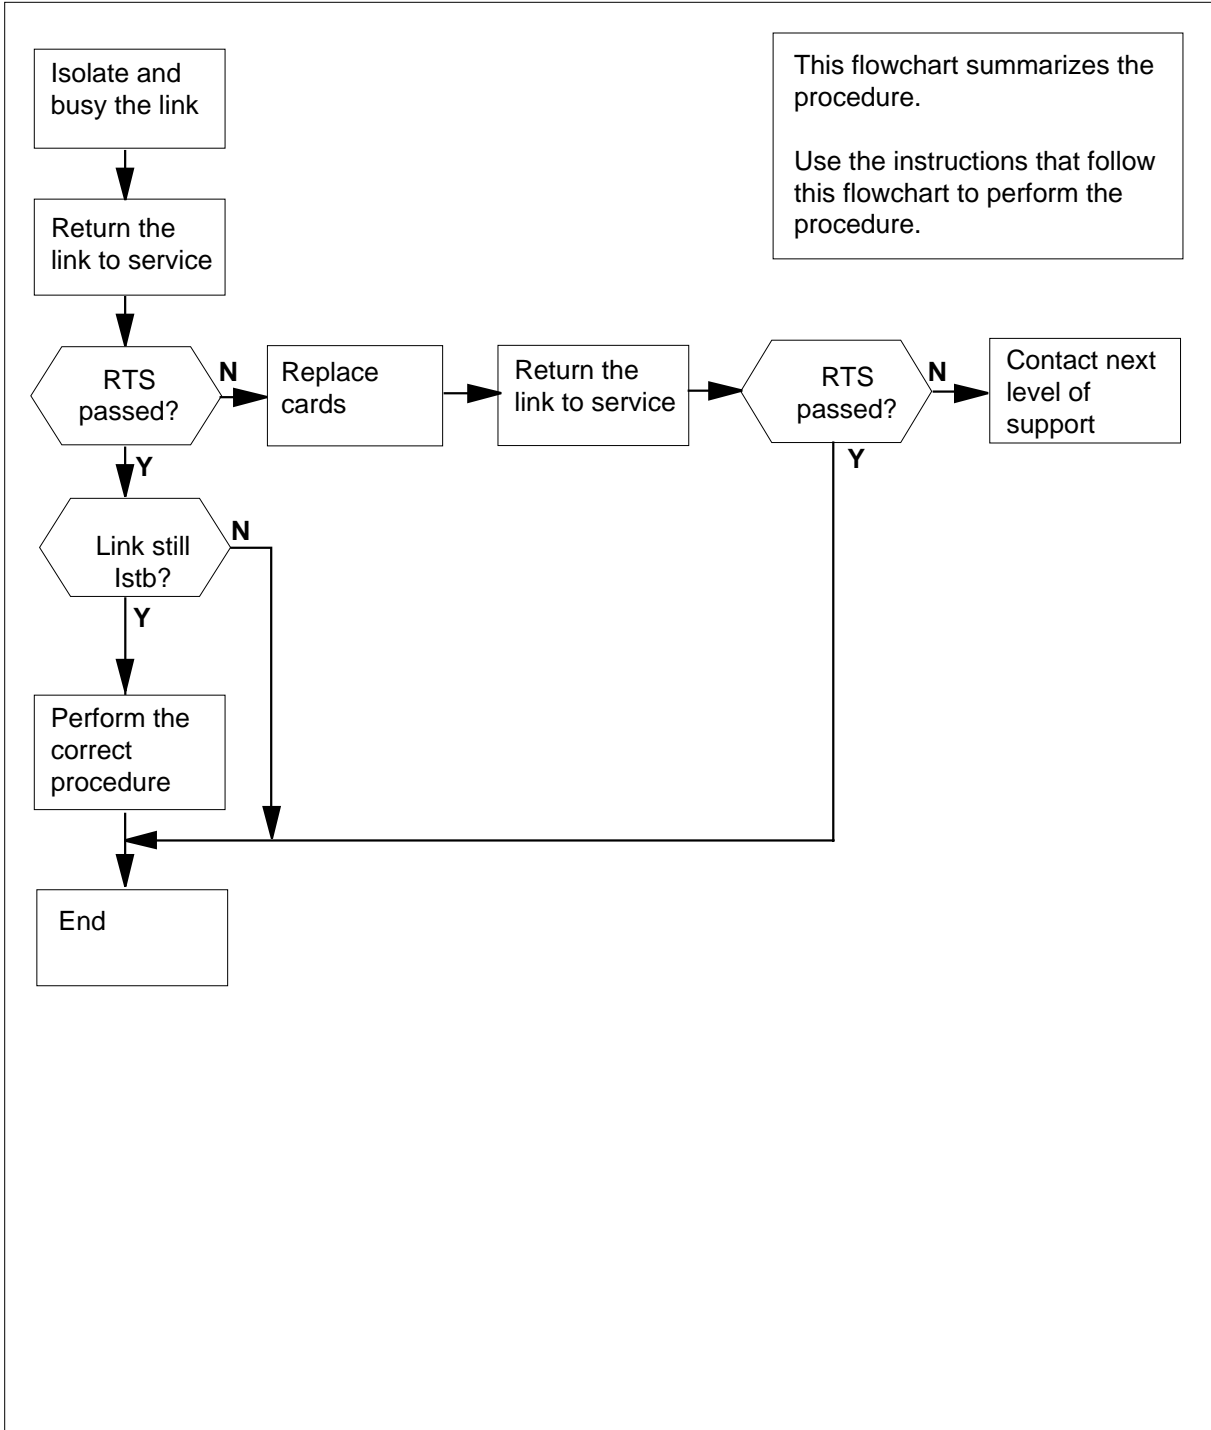 Isolate and
busy the link
This flowchart summarizes the
procedure.
Use the instructions that follow
this flowchart to perform the
procedure.
Return the
link to service
RTS
passed?
N
Replace
cards
Return the
link to service
RTS
passed?
N
Contact next
level of
support
Y
Y
Link still
Istb?
N
Y
Perform the
correct
procedure
End